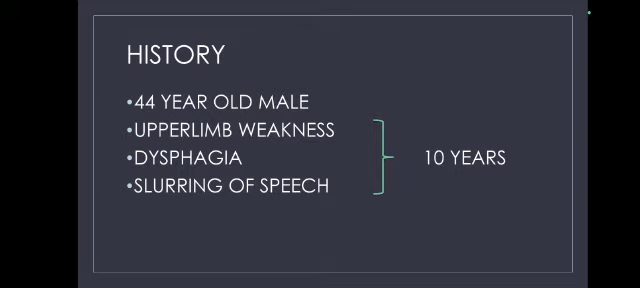 HISTORY
•44 YEAR OLD MALE
•UPPERLIMB WEAKNESS
•DYSPHAGIA
•SLURRING OF SPEECH
10 YEARS